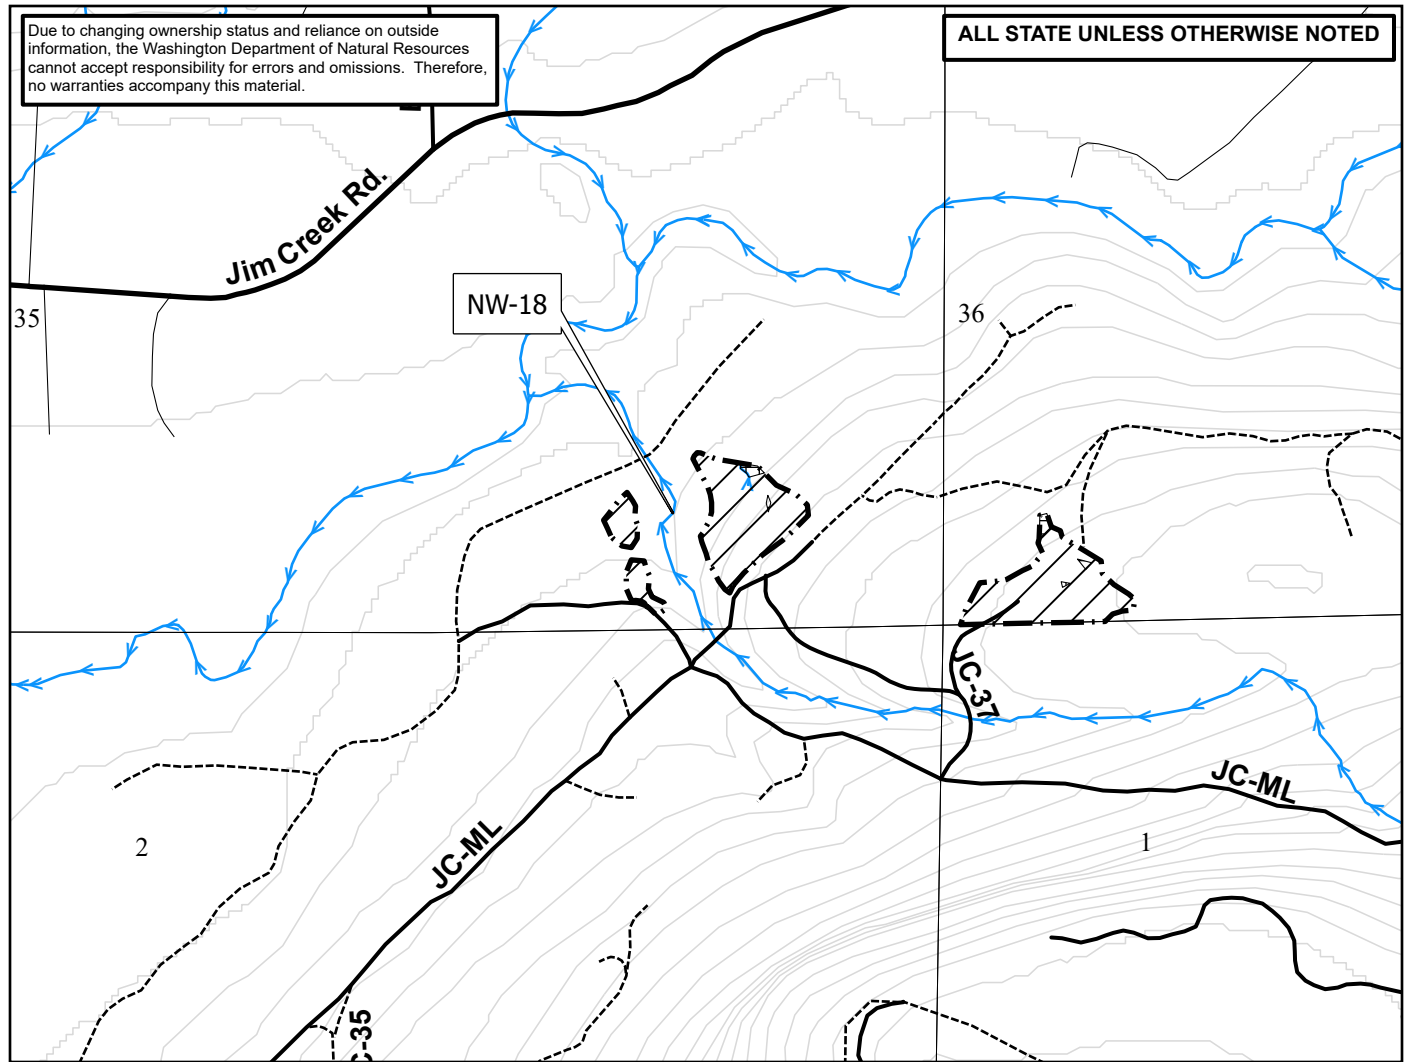 Due to changing ownership status and reliance on outside
information, the Washington Department of Natural Resources
cannot accept responsibility for errors and omissions. Therefore,
no warranties accompany this material.
ALL STATE UNLESS OTHERWISE NOTED
Jim Creek Rd.
NW-18
35
36
JC-37
JC-ML
JC-ML
2
1
C-35